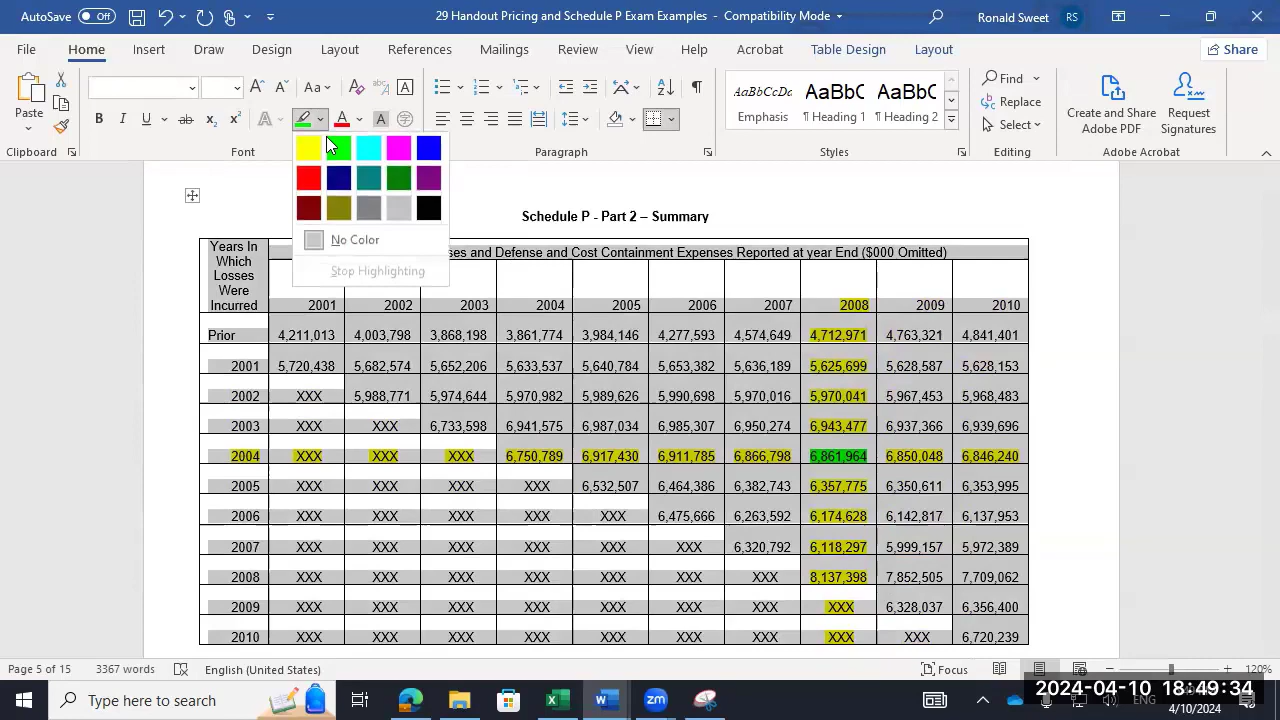 AutoSave Off 29 Handout Pricing and Schedule P Exam Examples - Compatibility Mode Ronald Sweet RS
File Home Insert Draw Design Layout References Mailings Review View Help Acrobat Table Design Layout Share
Paste Aa A AaBbCcDc AaBbC AaBbC Find Replace Select Create and Share Adobe PDF Request Signatures
B I U ab x2 x2 A A A Emphasis ¶ Heading 1 ¶ Heading 2
Clipboard Font Paragraph Styles Adobe Acrobat
No Color
Stop Highlighting
Schedule P - Part 2 – Summary
Years In Which Losses Were Incurred ses and Defense and Cost Containment Expenses Reported at year End ($000 Omitted)
2001 2002 2003 2004 2005 2006 2007 2008 2009 2010
Prior 4,211,013 4,003,798 3,868,198 3,861,774 3,984,146 4,277,593 4,574,649 4,712,971 4,763,321 4,841,401
2001 5,720,438 5,682,574 5,652,206 5,633,537 5,640,784 5,653,382 5,636,189 5,625,699 5,628,587 5,628,153
2002 XXX 5,988,771 5,974,644 5,970,982 5,989,626 5,990,698 5,970,016 5,970,041 5,967,453 5,968,483
2003 XXX XXX 6,733,598 6,941,575 6,987,034 6,985,307 6,950,274 6,943,477 6,937,366 6,939,696
2004 XXX XXX XXX 6,750,789 6,917,430 6,911,785 6,866,798 6,861,964 6,850,048 6,846,240
2005 XXX XXX XXX XXX 6,532,507 6,464,386 6,382,743 6,357,775 6,350,611 6,353,995
2006 XXX XXX XXX XXX XXX 6,475,666 6,263,592 6,174,628 6,142,817 6,137,953
2007 XXX XXX XXX XXX XXX XXX 6,320,792 6,118,297 5,999,157 5,972,389
2008 XXX XXX XXX XXX XXX XXX XXX 8,137,398 7,852,505 7,709,062
2009 XXX XXX XXX XXX XXX XXX XXX XXX 6,328,037 6,356,400
2010 XXX XXX XXX XXX XXX XXX XXX XXX XXX 6,720,239
Page 5 of 15 3367 words English (United States) Focus 120%
Type here to search ENG
2024-04-10 18:49:34
4/10/2024